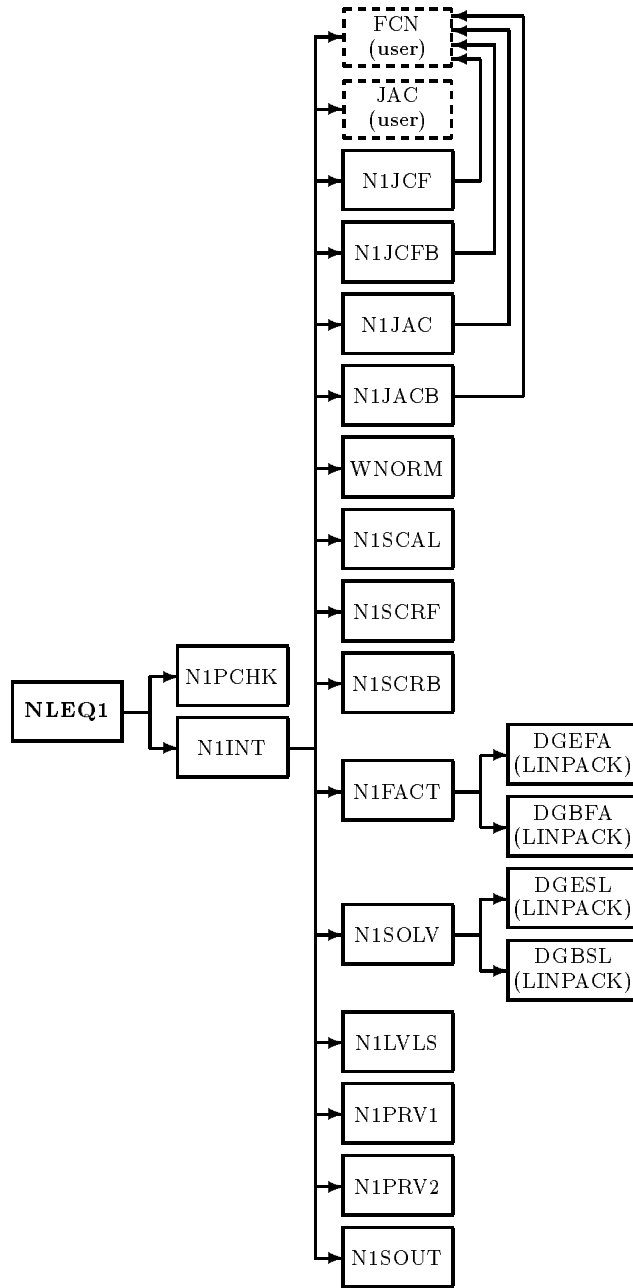 FCN
(user)
JAC
(user)
N1JCF
N1JCFB
N1JAC
N1JACB
WNORM
N1SCAL
N1SCRF
N1SCRB
N1PCHK
NLEQ1
N1INT
N1FACT
DGEFA
(LINPACK)
DGBFA
(LINPACK)
N1SOLV
DGESL
(LINPACK)
DGBSL
(LINPACK)
N1LVLS
N1PRV1
N1PRV2
N1SOUT